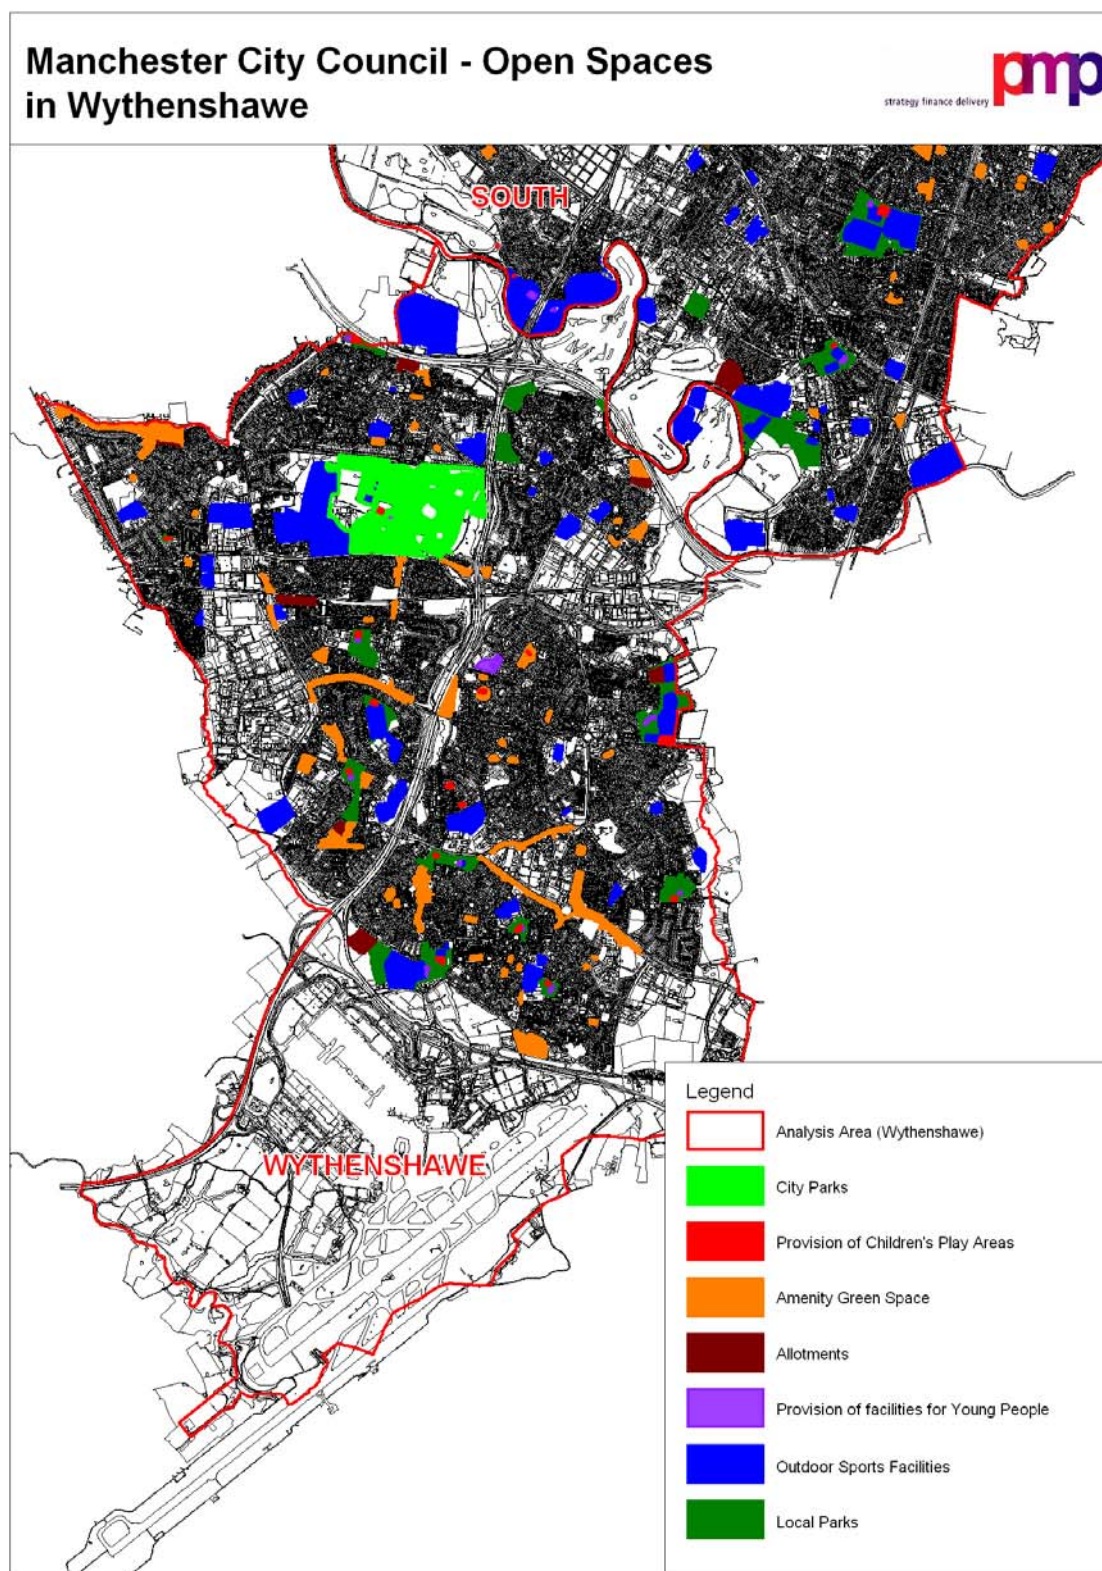 Manchester City Council - Open Spaces
in Wythenshawe
strategy finance delivery pmp
SOUTH
WYTHENSHAWE
Legend
Analysis Area (Wythenshawe)
City Parks
Provision of Children's Play Areas
Amenity Green Space
Allotments
Provision of facilities for Young People
Outdoor Sports Facilities
Local Parks